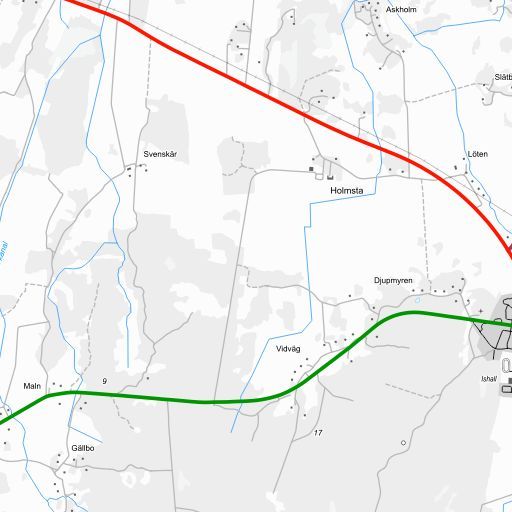 Askholm
Slätb
Svenskär
Löten
Holmsta
Djupmyren
Vidväg
Ishall
Maln
9
17
Gällbo